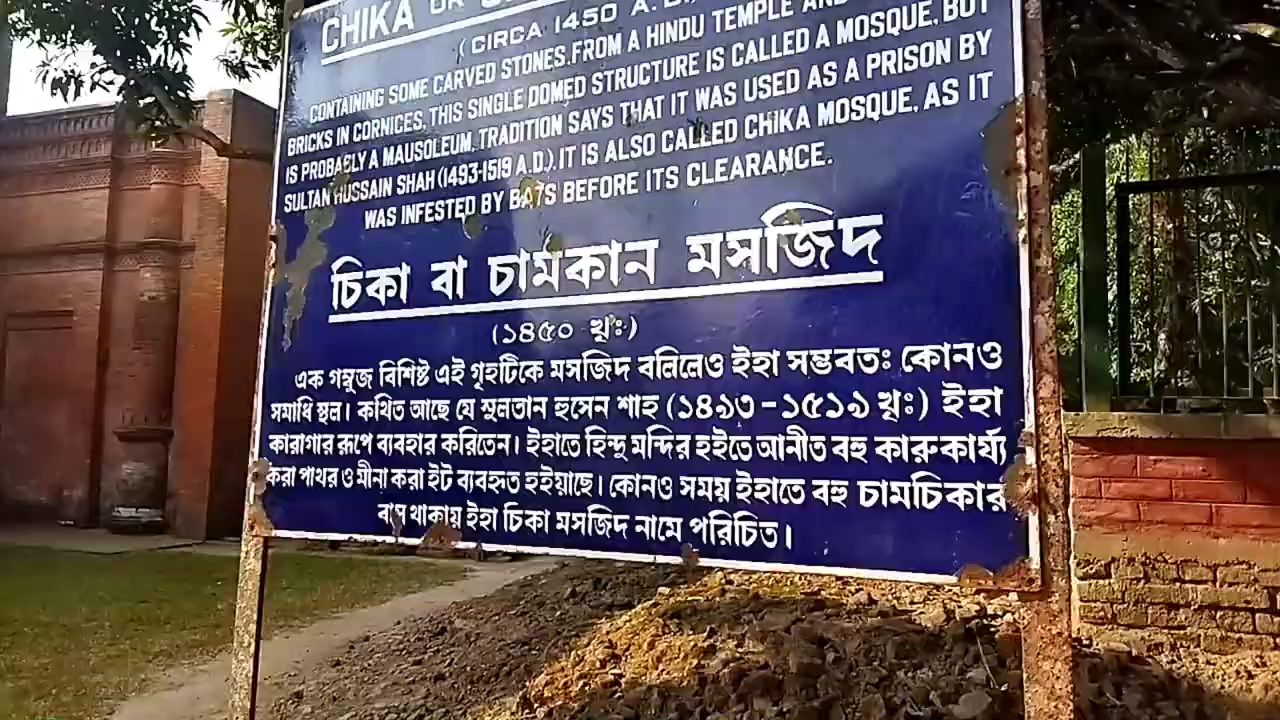 CHIKA OR
(CIRCA 1450 A.D.
CONTAINING SOME CARVED STONES, FROM A HINDU TEMPLE AND
BRICKS IN CORNICES, THIS SINGLE DOMED STRUCTURE IS CALLED A MOSQUE, BUT
IS PROBABLY A MAUSOLEUM. TRADITION SAYS THAT IT WAS USED AS A PRISON BY
SULTAN HUSSAIN SHAH (1493-1519 A.D.). IT IS ALSO CALLED CHIKA MOSQUE, AS IT
WAS INFESTED BY BATS BEFORE ITS CLEARANCE.
চিকা বা চামকান মসজিদ
(১৪৫০ খৃঃ)
এক গম্বুজ বিশিষ্ট এই গৃহটিকে মসজিদ বলিলেও ইহা সম্ভবতঃ কোনও
সমাধি স্থল। কথিত আছে যে সুলতান হুসেন শাহ (১৪৯৩-১৫১৯ খৃঃ) ইহা
কারাগার রূপে ব্যবহার করিতেন। ইহাতে হিন্দু মন্দির হইতে আনীত বহু কারুকার্য্য
করা পাথর ও মীনা করা ইট ব্যবহৃত হইয়াছে। কোনও সময় ইহাতে বহু চামচিকার
বাস থাকায় ইহা চিকা মসজিদ নামে পরিচিত।